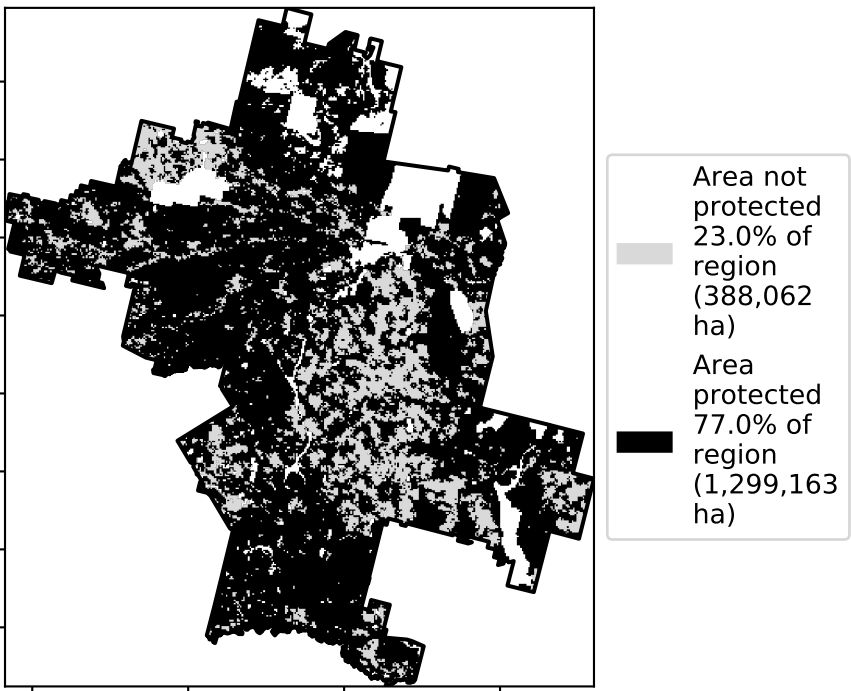 Area not
protected
23.0% of
region
(388,062
ha)
Area
protected
77.0% of
region
(1,299,163
ha)